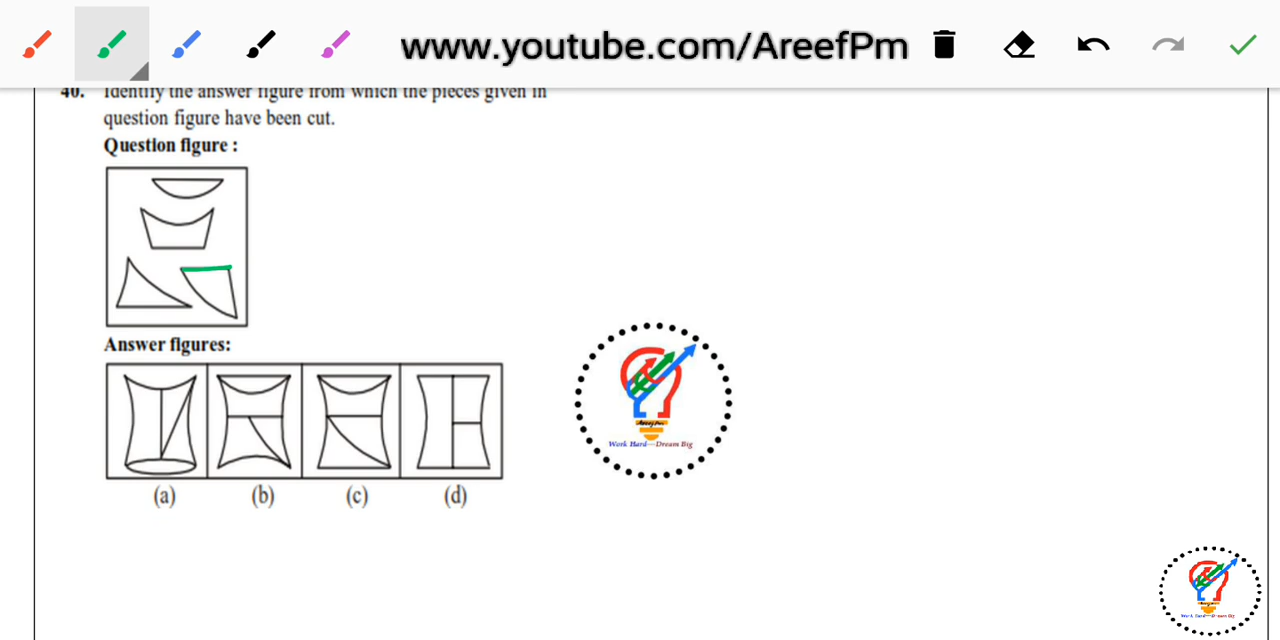 www.youtube.com/AreefPm
40. Identify the answer figure from which the pieces given in
question figure have been cut.
Question figure :
Answer figures:
(a) (b) (c) (d)
Work Hard---Dream Big